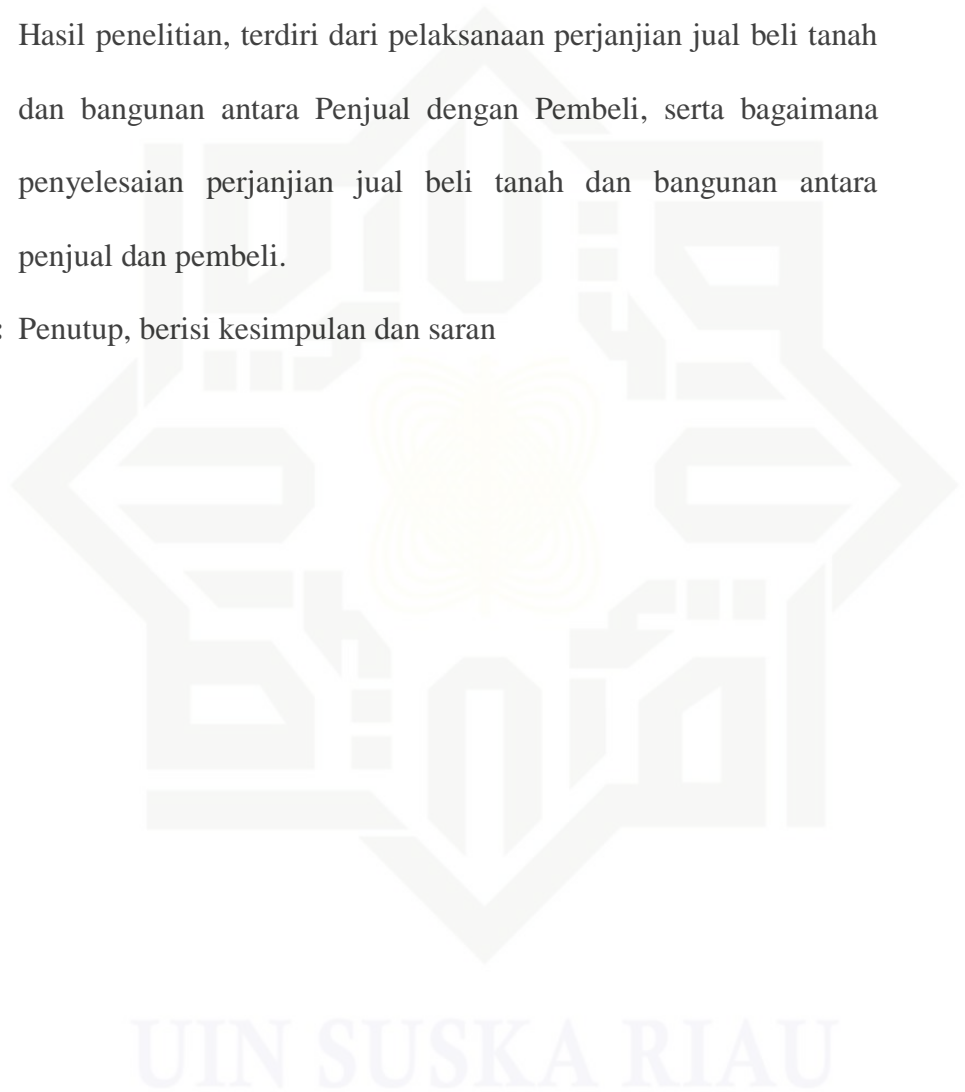 Hasil penelitian, terdiri dari pelaksanaan perjanjian jual beli tanah
dan bangunan antara Penjual dengan Pembeli, serta bagaimana
penyelesaian perjanjian jual beli tanah dan bangunan antara
penjual dan pembeli.
: Penutup, berisi kesimpulan dan saran
UIN SUSKA RIAU